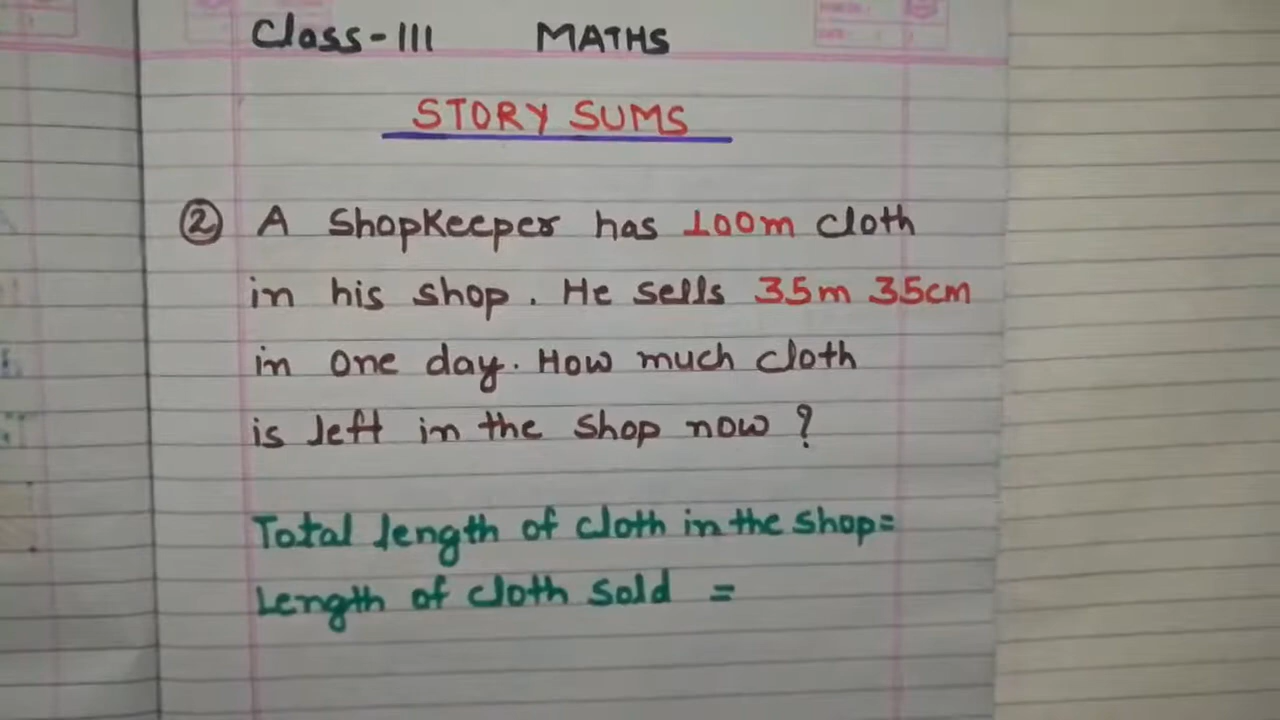 Class-III MATHS
STORY SUMS
② A Shopkeeper has 100m cloth
in his shop. He sells 35m 35cm
in one day. How much cloth
is left in the shop now?
Total length of cloth in the shop=
Length of cloth sold =